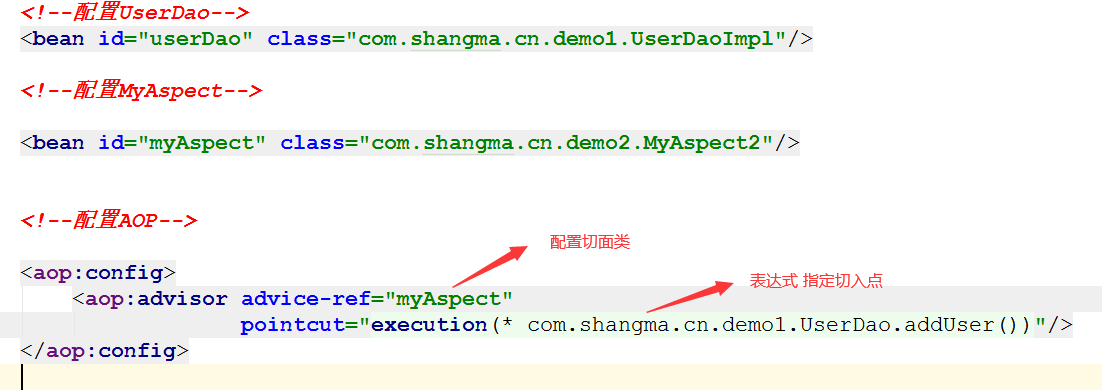 <!--配置UserDao-->
<bean id="userDao" class="com.shangma.cn.demo1.UserDaoImpl"/>
<!--配置MyAspect-->
<bean id="myAspect" class="com.shangma.cn.demo2.MyAspect2"/>
<!--配置AOP-->
配置切面类
<aop:config>
表达式 指定切入点
<aop:advisor advice-ref="myAspect"
pointcut="execution(* com.shangma.cn.demo1.UserDao.addUser())"/>
</aop:config>